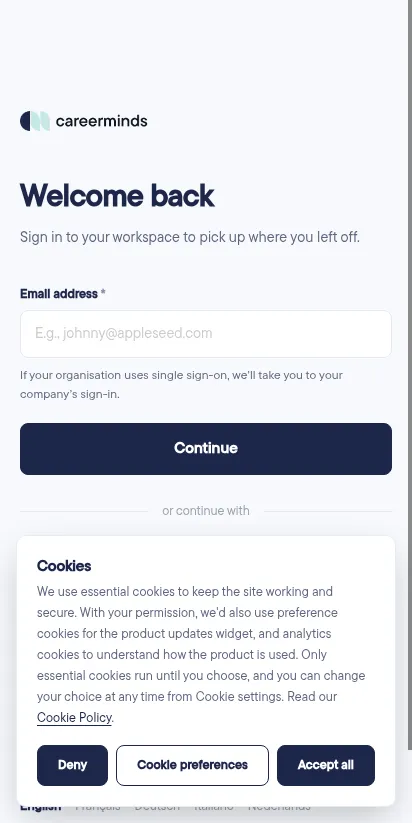 careerminds
Welcome back
Sign in to your workspace to pick up where you left off.
Email address *
E.g., johnny@appleseed.com
If your organisation uses single sign-on, we'll take you to your
company's sign-in.
Continue
or continue with
Cookies
We use essential cookies to keep the site working and
secure. With your permission, we'd also use preference
cookies for the product updates widget, and analytics
cookies to understand how the product is used. Only
essential cookies run until you choose, and you can change
your choice at any time from Cookie settings. Read our
Cookie Policy.
Deny Cookie preferences Accept all
English Français Deutsch Italiano Nederlands